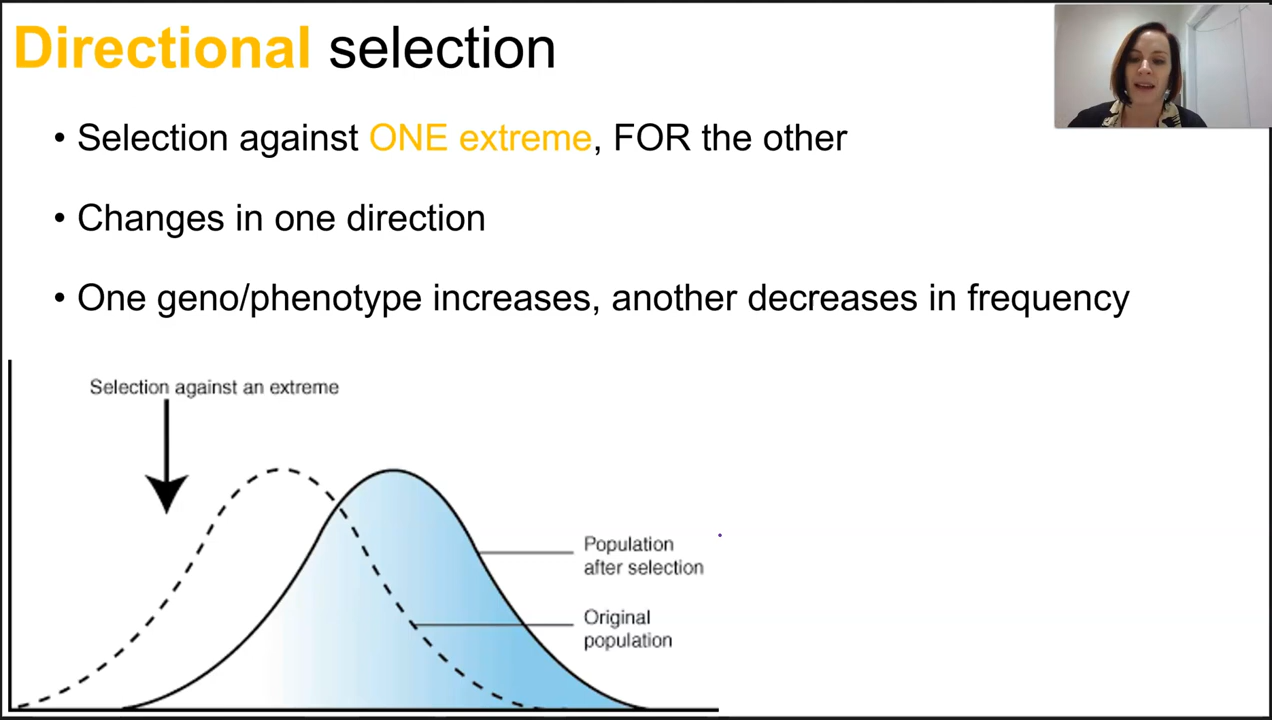 Directional selection
• Selection against ONE extreme, FOR the other
• Changes in one direction
• One geno/phenotype increases, another decreases in frequency
Selection against an extreme
Population
after selection
Original
population